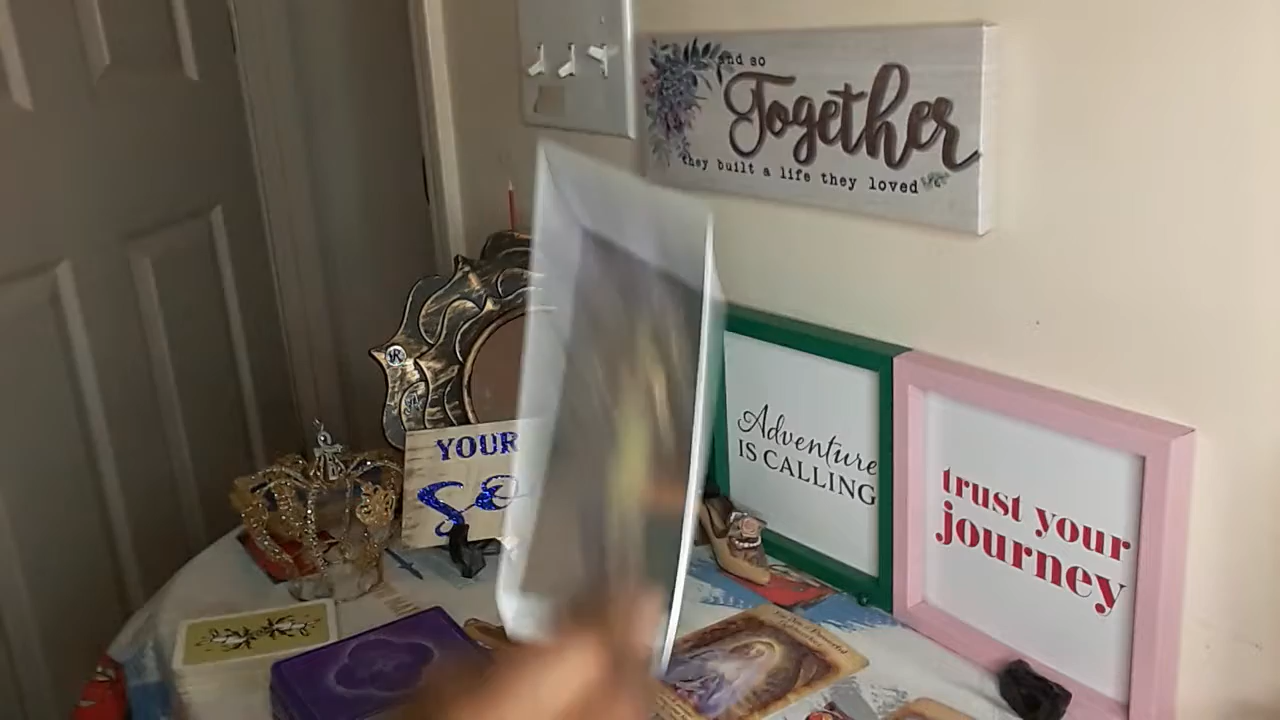 and so
Together
they built a life they loved
YOUR
Adventure
IS CALLING
trust your
journey